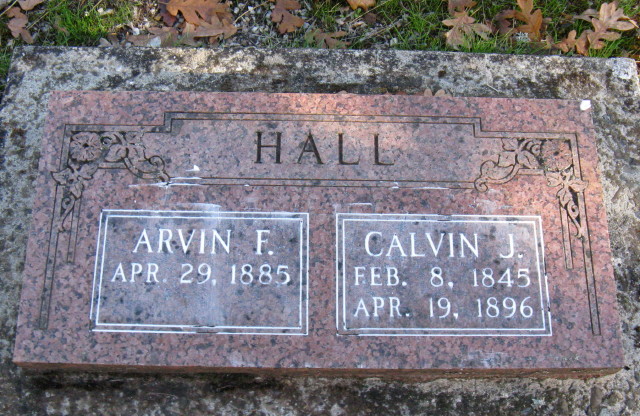 HALL
ARVIN F.
APR. 29, 1885
CALVIN J.
FEB. 8, 1845
APR. 19, 1896